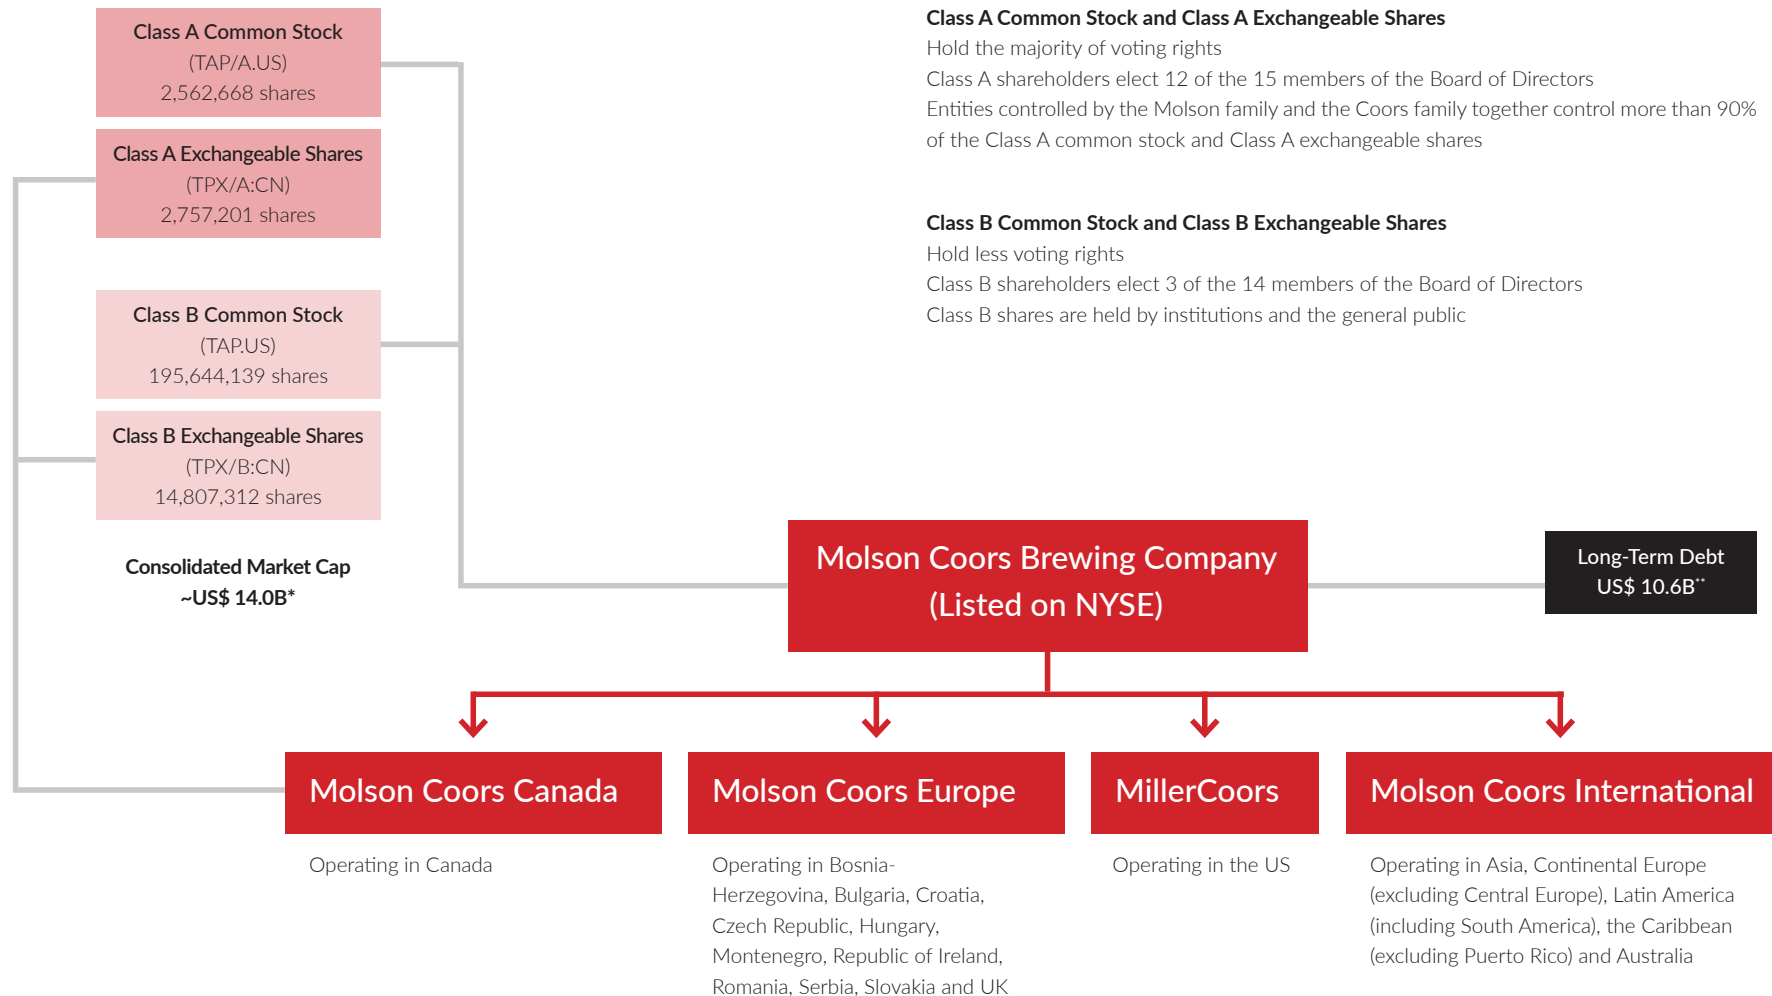 Class A Common Stock
(TAP/A.US)
2,562,668 shares
Class A Exchangeable Shares
(TPX/A:CN)
2,757,201 shares
Class B Common Stock
(TAP.US)
195,644,139 shares
Class B Exchangeable Shares
(TPX/B:CN)
14,807,312 shares
Consolidated Market Cap
~US$ 14.0B*
Class A Common Stock and Class A Exchangeable Shares
Hold the majority of voting rights
Class A shareholders elect 12 of the 15 members of the Board of Directors
Entities controlled by the Molson family and the Coors family together control more than 90%
of the Class A common stock and Class A exchangeable shares
Class B Common Stock and Class B Exchangeable Shares
Hold less voting rights
Class B shareholders elect 3 of the 14 members of the Board of Directors
Class B shares are held by institutions and the general public
Molson Coors Brewing Company
(Listed on NYSE)
Long-Term Debt
US$ 10.6B**
Molson Coors Canada
Operating in Canada
Molson Coors Europe
Operating in Bosnia-
Herzegovina, Bulgaria, Croatia,
Czech Republic, Hungary,
Montenegro, Republic of Ireland,
Romania, Serbia, Slovakia and UK
MillerCoors
Operating in the US
Molson Coors International
Operating in Asia, Continental Europe
(excluding Central Europe), Latin America
(including South America), the Caribbean
(excluding Puerto Rico) and Australia